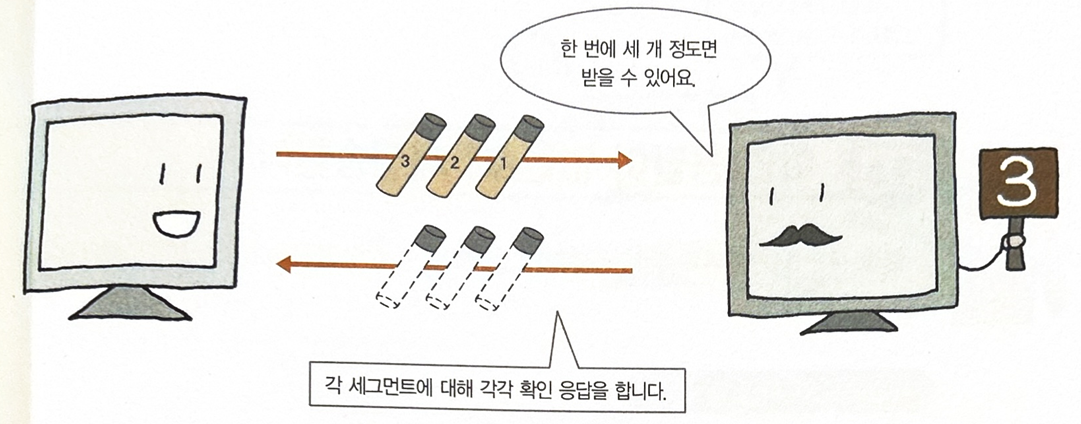 한 번에 세 개 정도면
받을 수 있어요.
3 2 1
3
각 세그먼트에 대해 각각 확인 응답을 합니다.